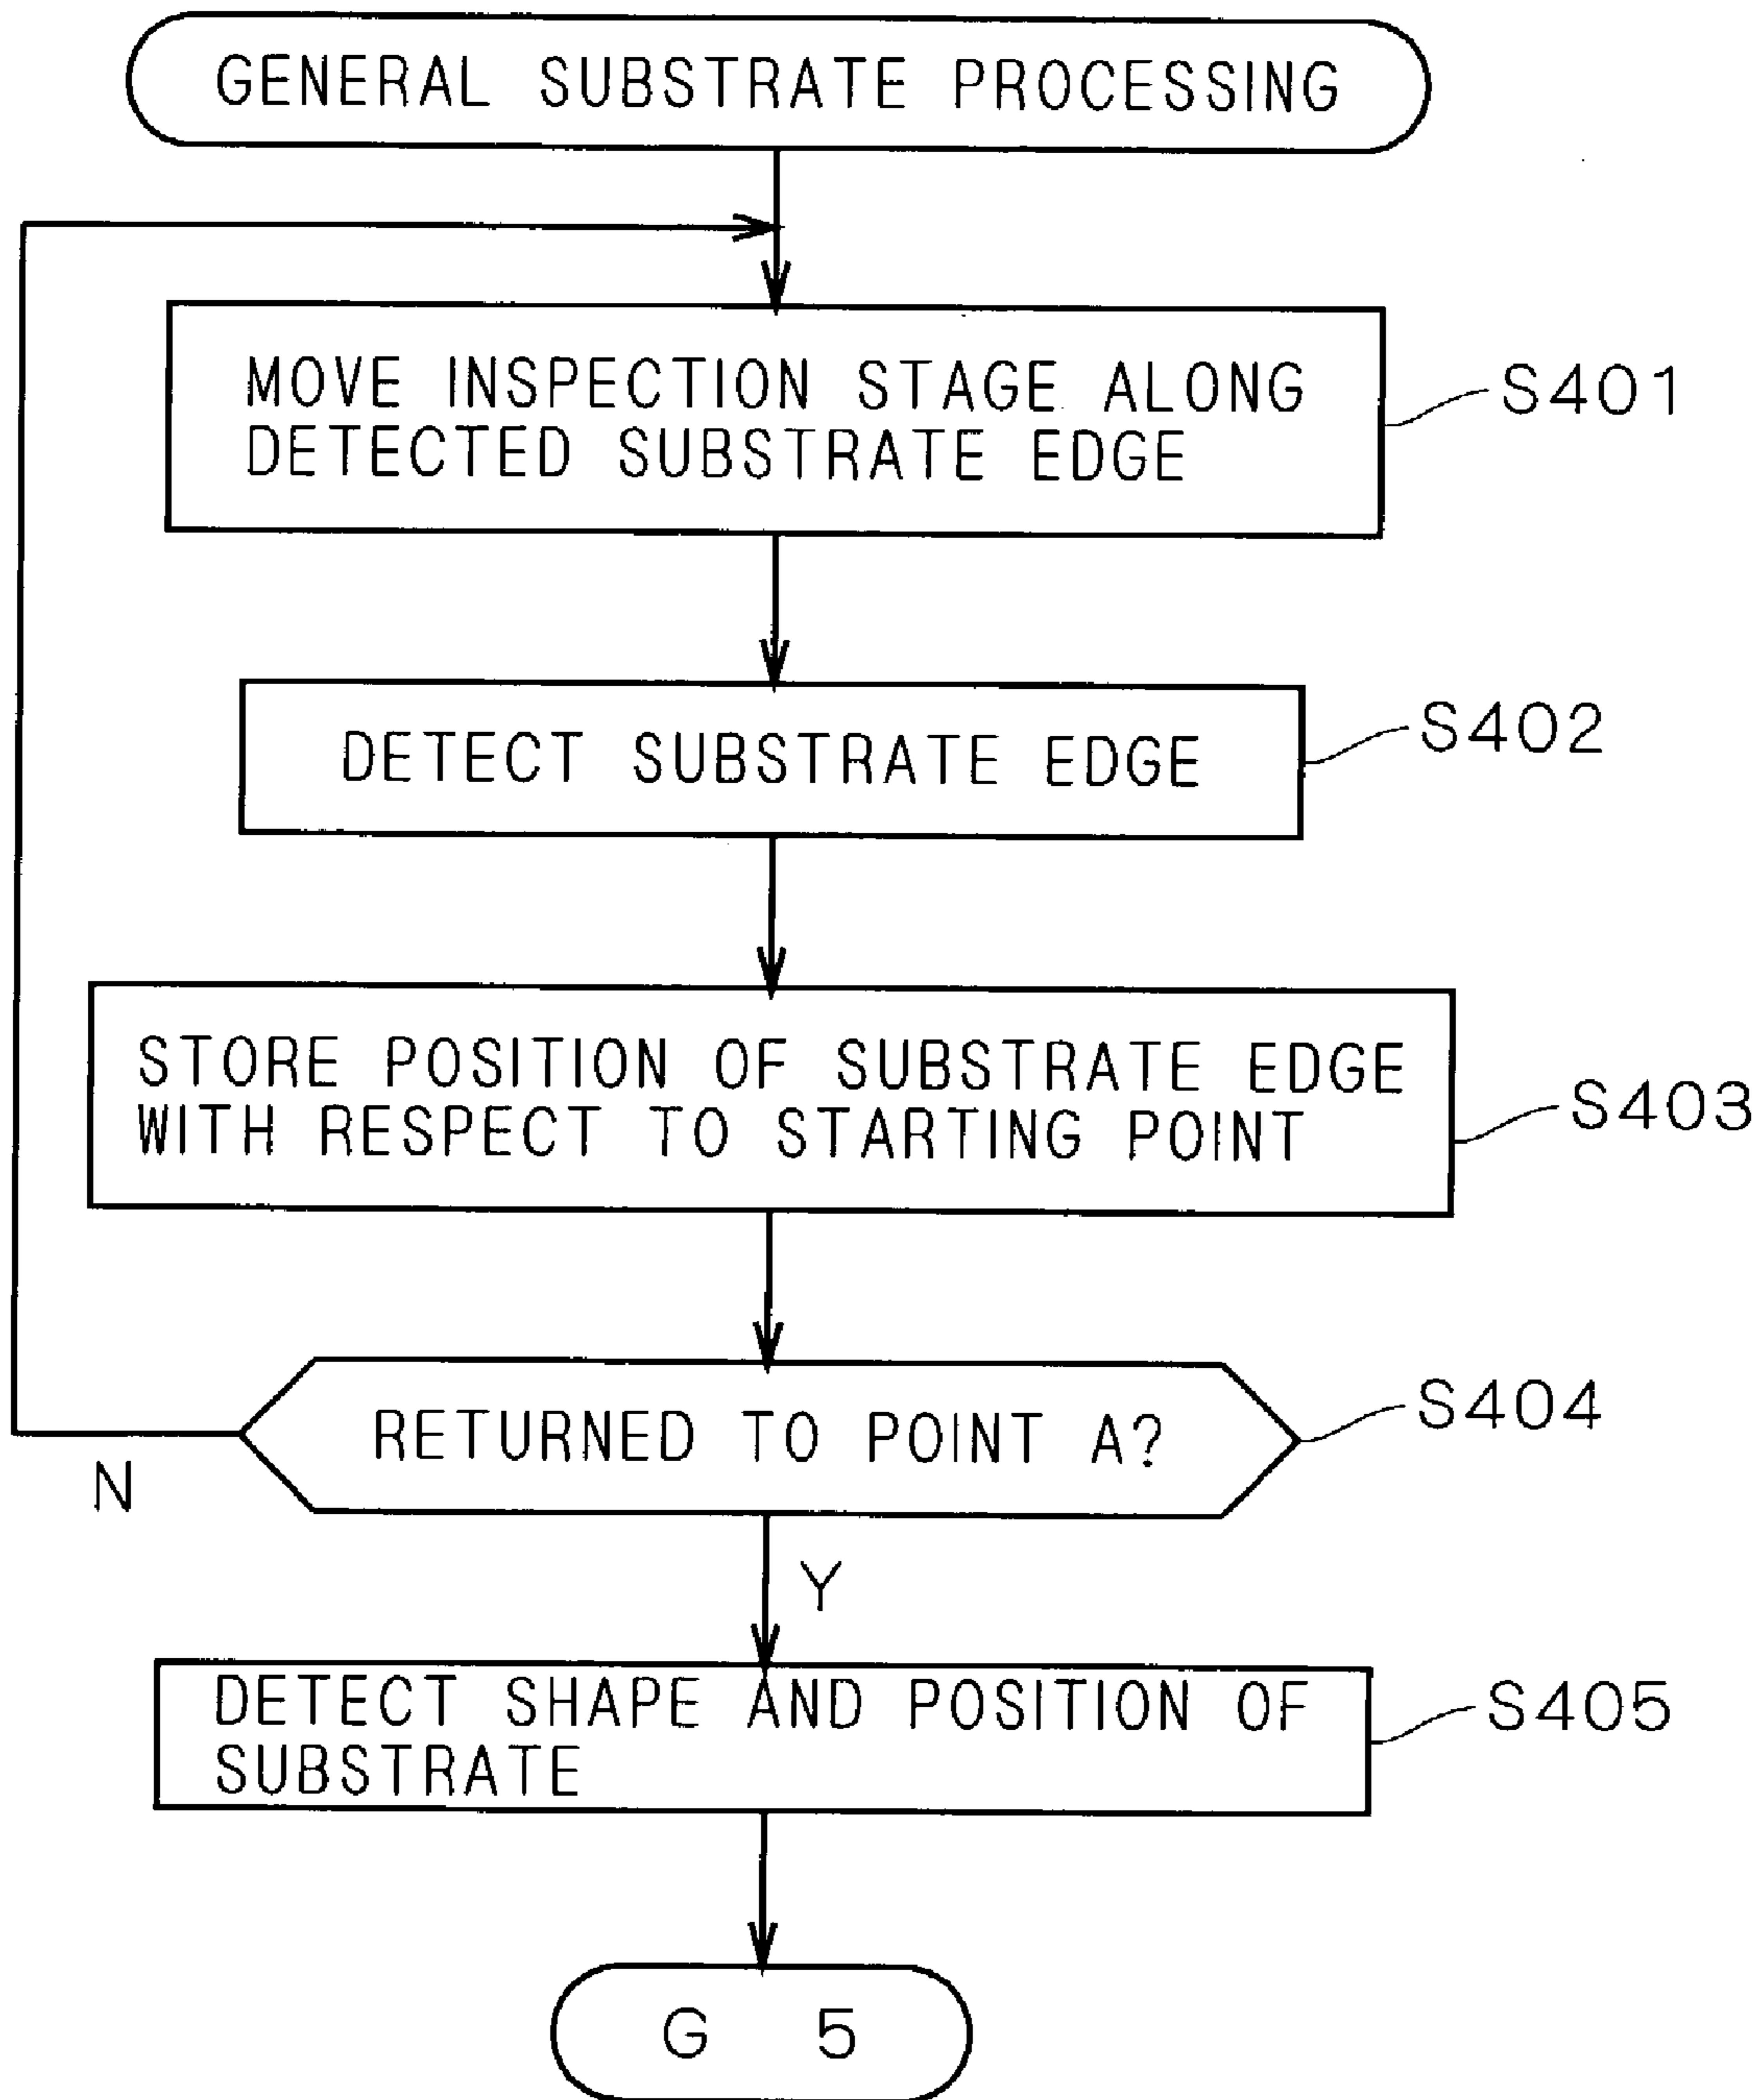 GENERAL SUBSTRATE PROCESSING
MOVE INSPECTION STAGE ALONG
DETECTED SUBSTRATE EDGE
S401
DETECT SUBSTRATE EDGE
S402
STORE POSITION OF SUBSTRATE EDGE
WITH RESPECT TO STARTING POINT
S403
RETURNED TO POINT A?
S404
N
Y
DETECT SHAPE AND POSITION OF
SUBSTRATE
S405
G 5